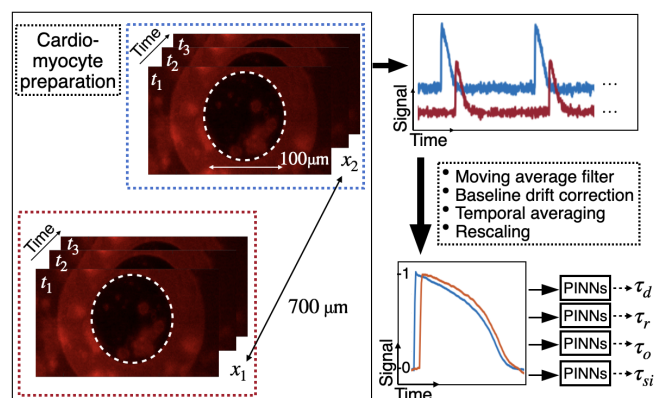 Cardio-
myocyte
preparation
Time
t3
t2
t1
100μm
x2
Time
t3
t2
t1
x1
700 μm
Signal
Time
...
...
• Moving average filter
• Baseline drift correction
• Temporal averaging
• Rescaling
1
0
Signal
Time
PINNs τd
PINNs τr
PINNs τo
PINNs τsi